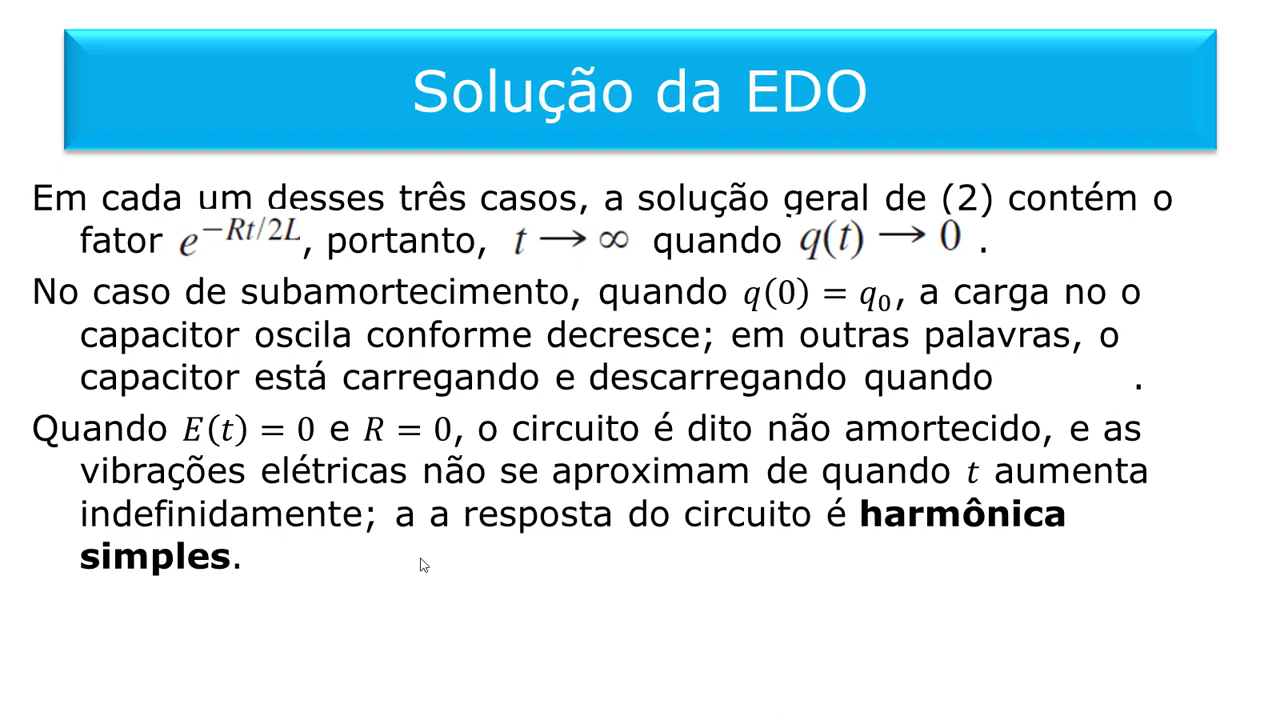 Solução da EDO
Em cada um desses três casos, a solução geral de (2) contém o
fator e^{-Rt/2L}, portanto, t → ∞ quando q(t) → 0 .
No caso de subamortecimento, quando q(0) = q₀, a carga no o
capacitor oscila conforme decresce; em outras palavras, o
capacitor está carregando e descarregando quando .
Quando E(t) = 0 e R = 0, o circuito é dito não amortecido, e as
vibrações elétricas não se aproximam de quando t aumenta
indefinidamente; a a resposta do circuito é harmônica
simples.